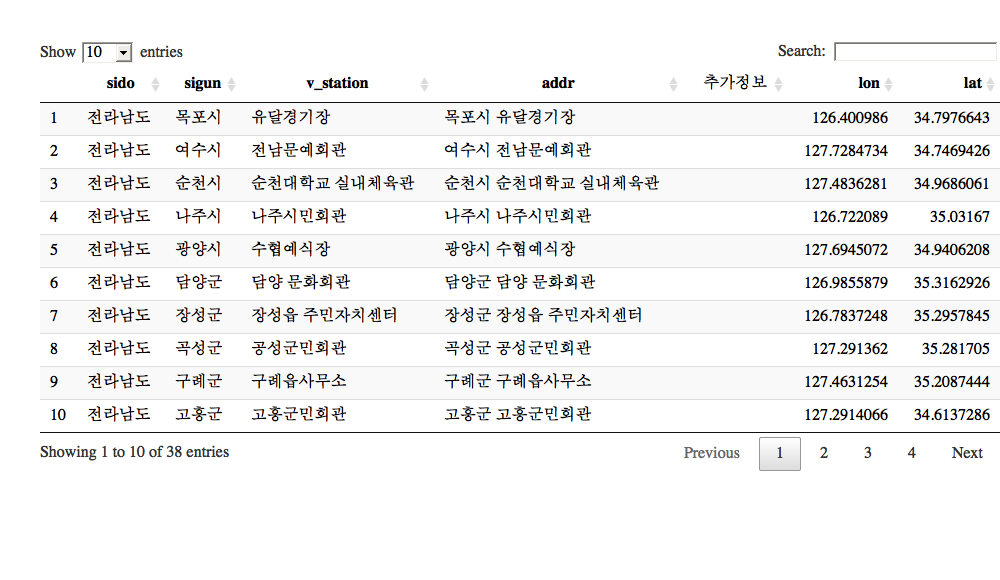 Show 10 entries Search:
sido sigun v_station addr 추가정보 lon lat
1 전라남도 목포시 유달경기장 목포시 유달경기장 126.400986 34.7976643
2 전라남도 여수시 전남문예회관 여수시 전남문예회관 127.7284734 34.7469426
3 전라남도 순천시 순천대학교 실내체육관 순천시 순천대학교 실내체육관 127.4836281 34.9686061
4 전라남도 나주시 나주시민회관 나주시 나주시민회관 126.722089 35.03167
5 전라남도 광양시 수협예식장 광양시 수협예식장 127.6945072 34.9406208
6 전라남도 담양군 담양 문화회관 담양군 담양 문화회관 126.9855879 35.3162926
7 전라남도 장성군 장성읍 주민자치센터 장성군 장성읍 주민자치센터 126.7837248 35.2957845
8 전라남도 곡성군 공성군민회관 곡성군 공성군민회관 127.291362 35.281705
9 전라남도 구례군 구례읍사무소 구례군 구례읍사무소 127.4631254 35.2087444
10 전라남도 고흥군 고흥군민회관 고흥군 고흥군민회관 127.2914066 34.6137286
Showing 1 to 10 of 38 entries Previous 1 2 3 4 Next